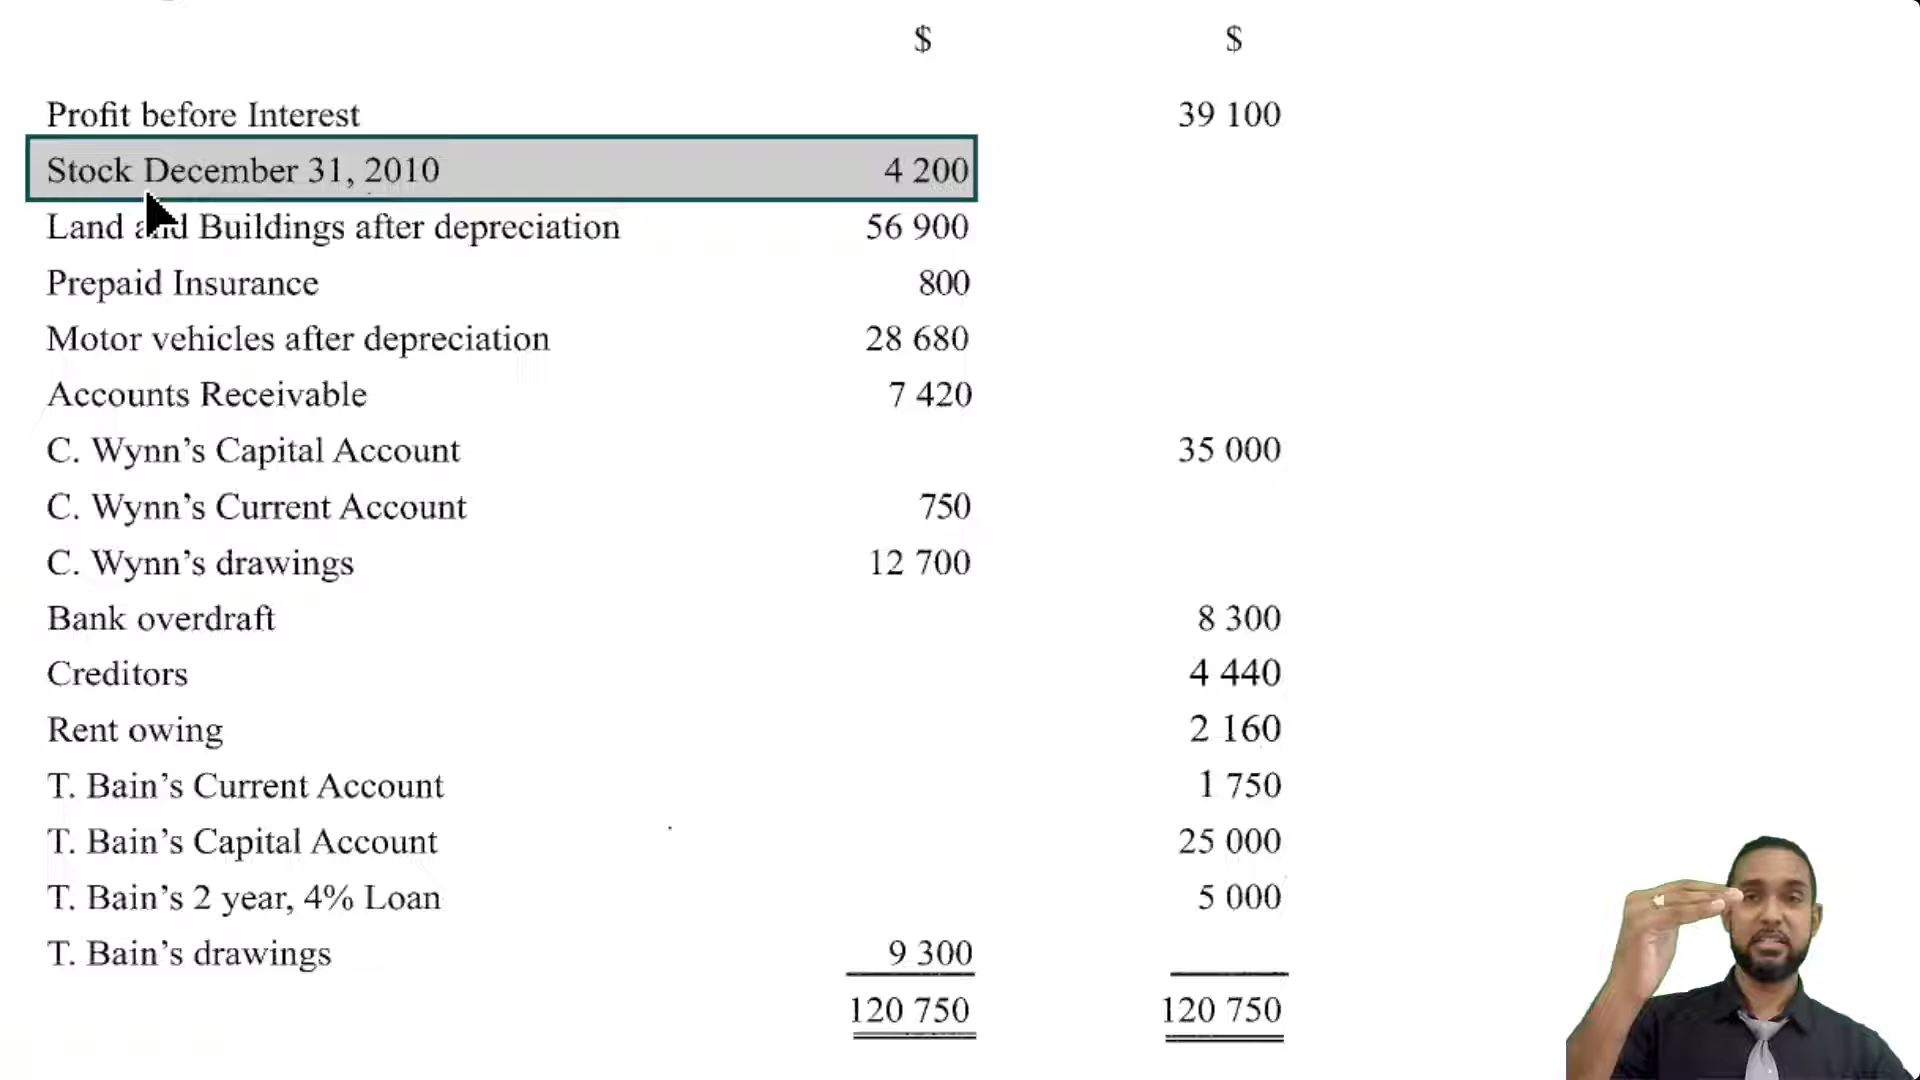 $ $
Profit before Interest 39 100
Stock December 31, 2010 4 200
Land and Buildings after depreciation 56 900
Prepaid Insurance 800
Motor vehicles after depreciation 28 680
Accounts Receivable 7 420
C. Wynn’s Capital Account 35 000
C. Wynn’s Current Account 750
C. Wynn’s drawings 12 700
Bank overdraft 8 300
Creditors 4 440
Rent owing 2 160
T. Bain’s Current Account 1 750
T. Bain’s Capital Account 25 000
T. Bain’s 2 year, 4% Loan 5 000
T. Bain’s drawings 9 300
120 750 120 750